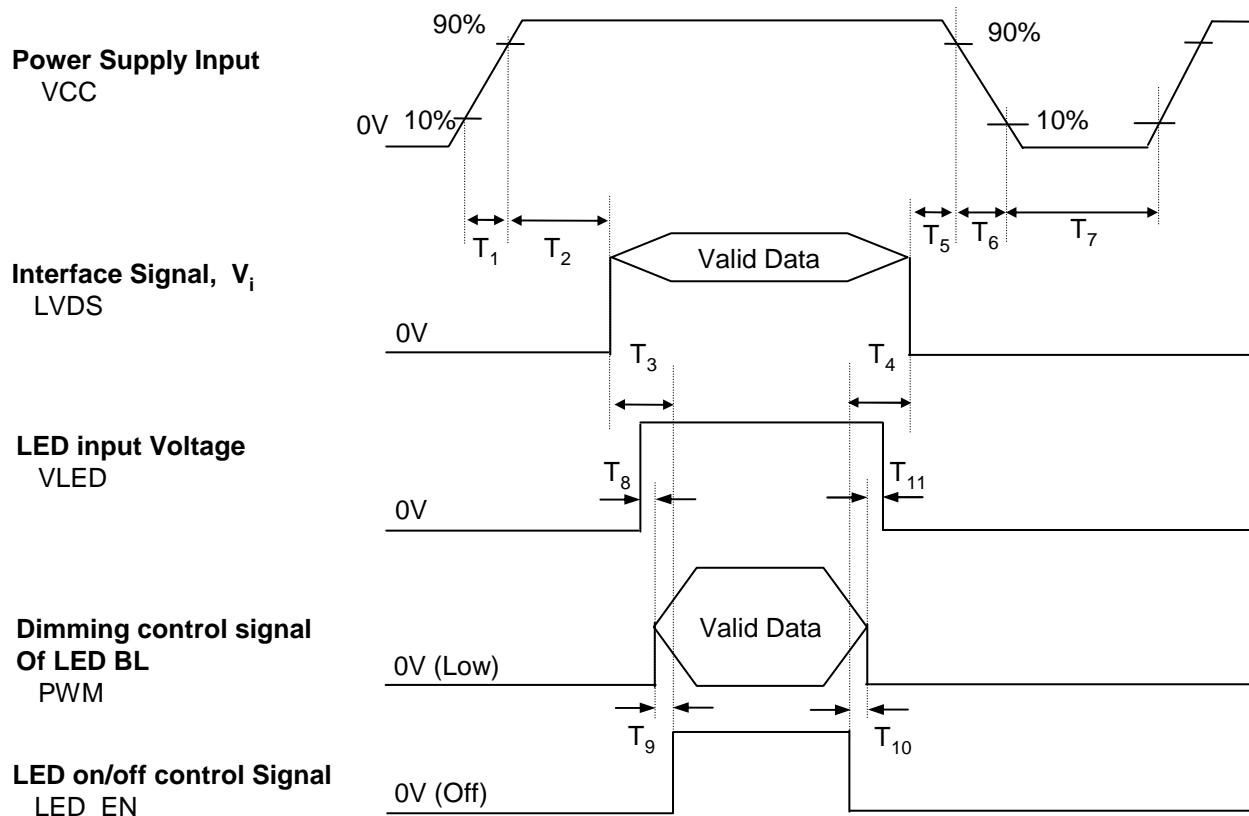 90%
90%
Power Supply Input
VCC
0V
10%
10%
T1
T2
T5
T6
T7
Valid Data
Interface Signal, Vi
LVDS
0V
T3
T4
LED input Voltage
VLED
T8
T11
0V
Valid Data
Dimming control signal
Of LED BL
PWM
0V (Low)
T9
T10
LED on/off control Signal
LED_EN
0V (Off)